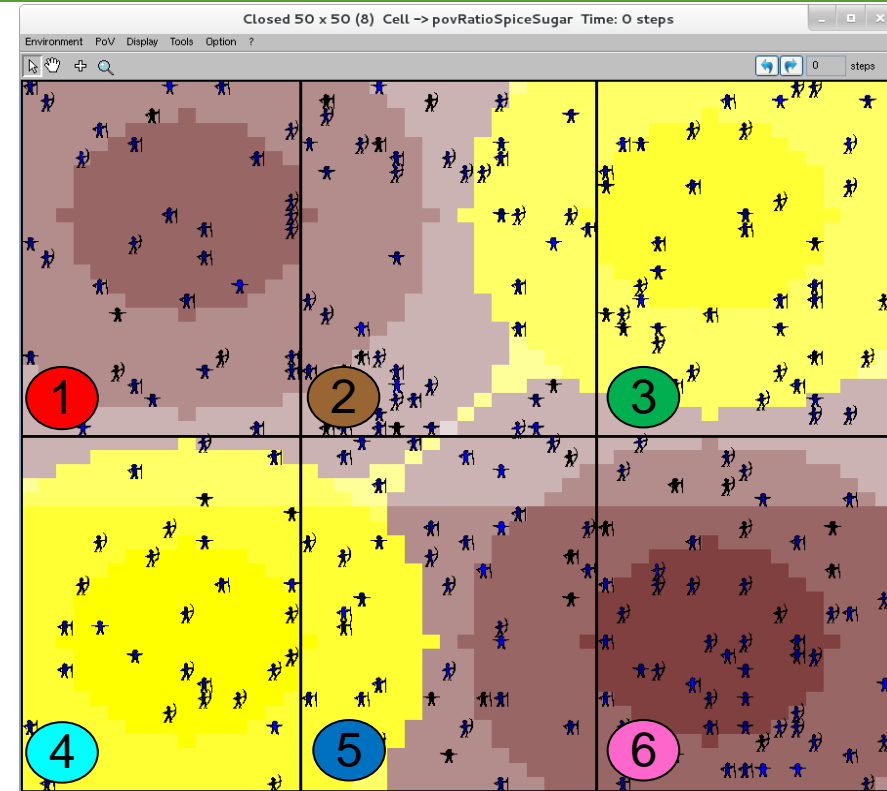 Closed 50 x 50 (8) Cell -> povRatioSpiceSugar Time: 0 steps
Environment PoV Display Tools Option ?
0 steps
1 2 3
4 5 6